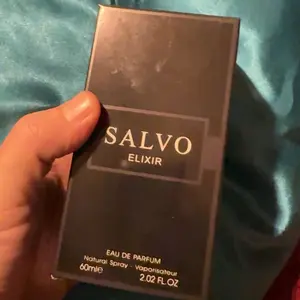 SALVO
ELIXIR
EAU DE PARFUM
Natural Spray - Vaporisateur
60ml℮ 2.02 FL.OZ